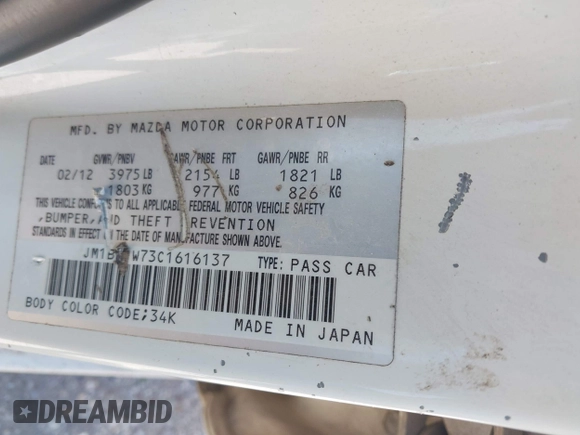 MFD. BY MAZDA MOTOR CORPORATION
DATE GVWR/PNBV GAWR/PNBE FRT GAWR/PNBE RR
02/12 3975 LB LB 1821 LB
1803 KG 977 KG 826 KG
THIS VEHICLE CONFORMS TO ALL APPLICABLE FEDERAL MOTOR VEHICLE SAFETY
, BUMPER, AND THEFT PREVENTION
STANDARDS IN EFFECT ON THE DATE OF MANUFACTURE SHOWN ABOVE.
TYPE: PASS CAR
BODY COLOR CODE;34K MADE IN JAPAN
DREAMBID